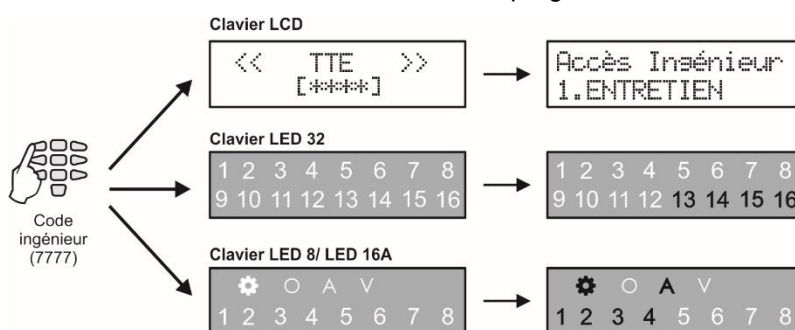 Clavier LCD
<< TTE >>
[****]
Accès Ingénieur
1.ENTRETIEN
Clavier LED 32
1 2 3 4 5 6 7 8
9 10 11 12 13 14 15 16
1 2 3 4 5 6 7 8
9 10 11 12 13 14 15 16
Code
ingénieur
(7777)
Clavier LED 8/ LED 16A
A V
1 2 3 4 5 6 7 8
A V
1 2 3 4 5 6 7 8